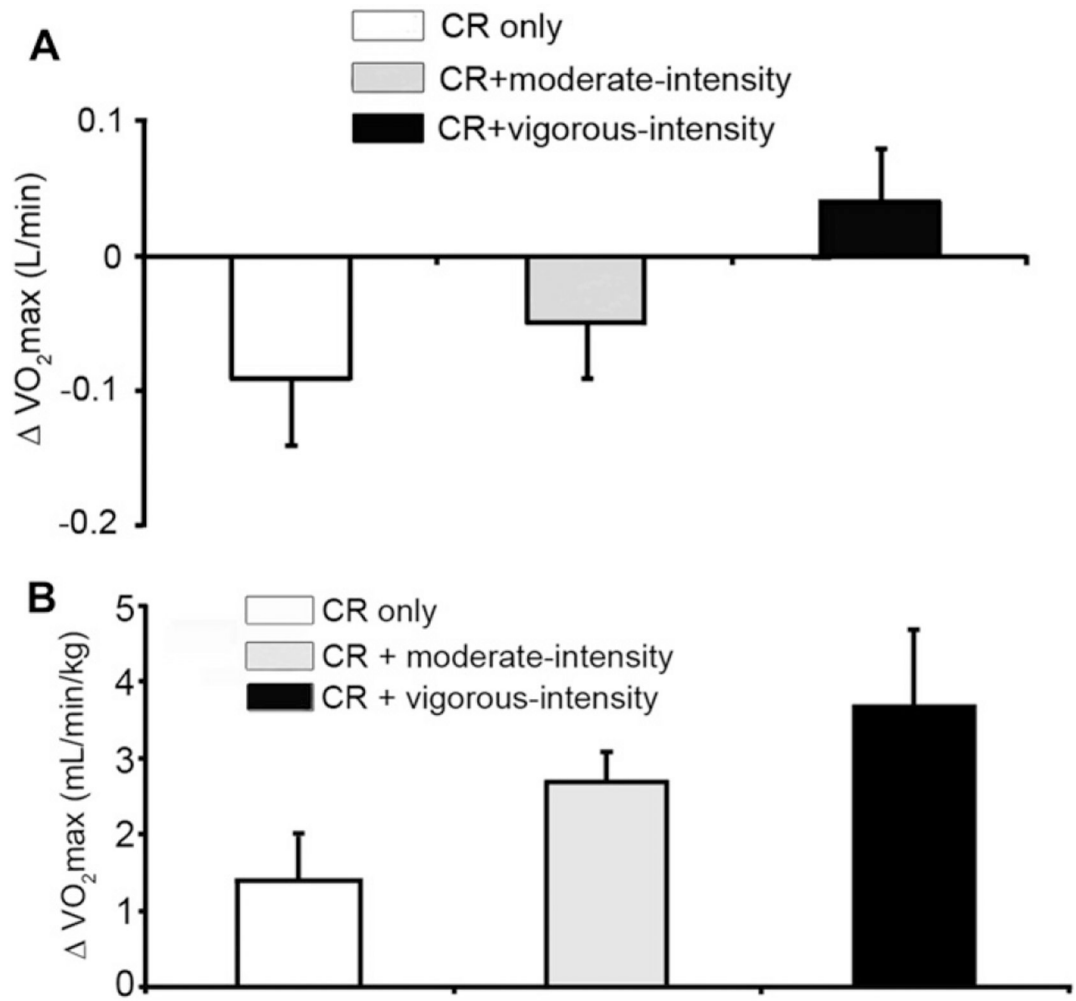 A
CR only
CR+moderate-intensity
CR+vigorous-intensity
Δ VO₂max (L/min)
0.1
0
-0.1
-0.2
B
CR only
CR + moderate-intensity
CR + vigorous-intensity
Δ VO₂max (mL/min/kg)
5
4
3
2
1
0